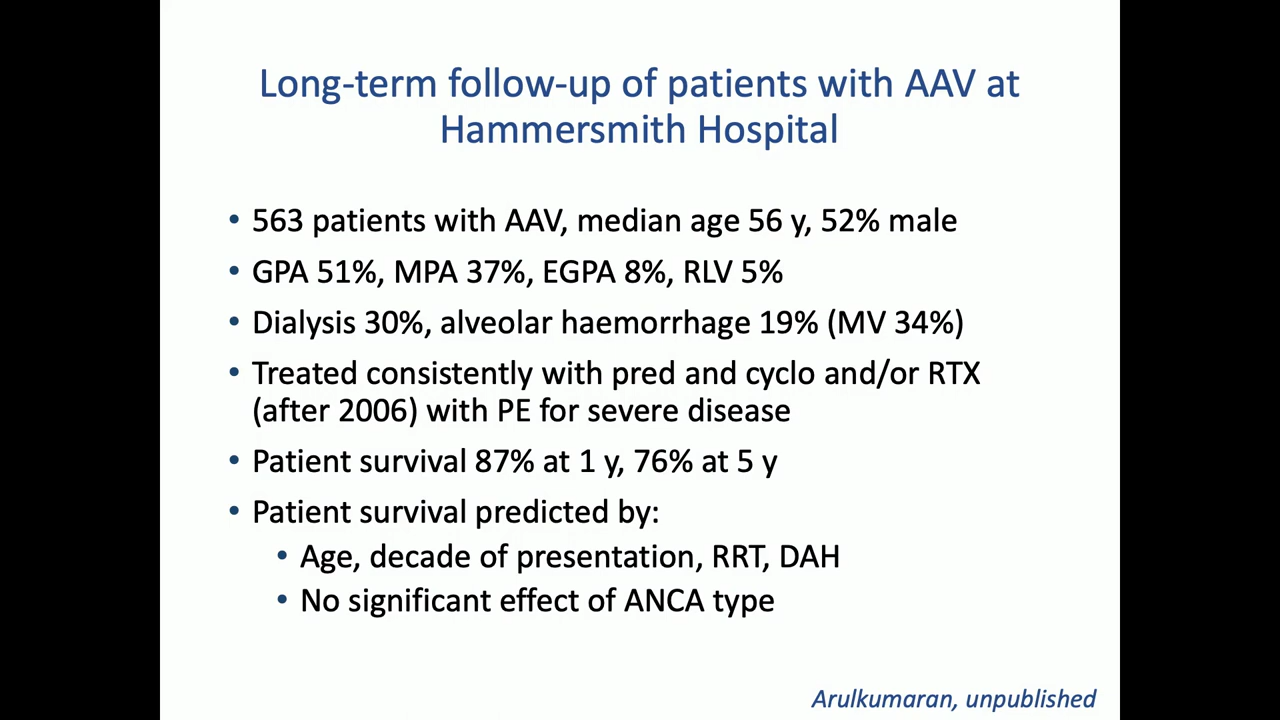 Long-term follow-up of patients with AAV at
Hammersmith Hospital
• 563 patients with AAV, median age 56 y, 52% male
• GPA 51%, MPA 37%, EGPA 8%, RLV 5%
• Dialysis 30%, alveolar haemorrhage 19% (MV 34%)
• Treated consistently with pred and cyclo and/or RTX
(after 2006) with PE for severe disease
• Patient survival 87% at 1 y, 76% at 5 y
• Patient survival predicted by:
• Age, decade of presentation, RRT, DAH
• No significant effect of ANCA type
Arulkumaran, unpublished